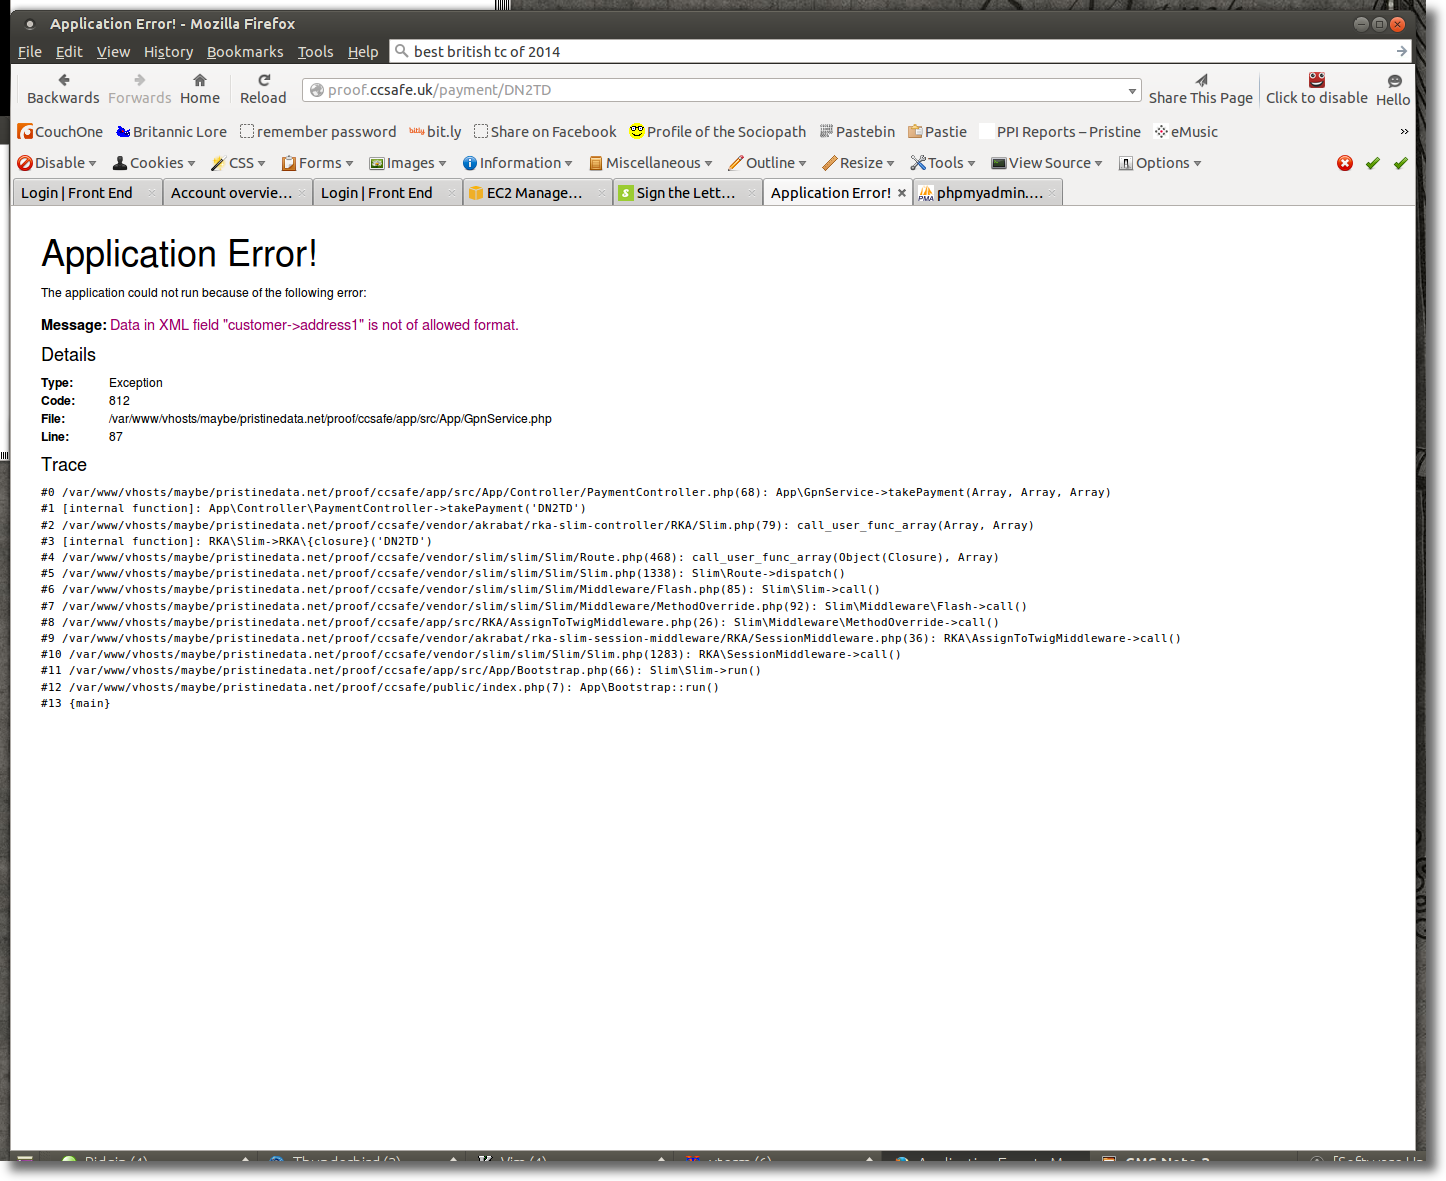 Application Error! - Mozilla Firefox
File Edit View History Bookmarks Tools Help best british tc of 2014
Backwards Forwards Home Reload proof.ccsafe.uk/payment/DN2TD Share This Page Click to disable Hello
CouchOne Britannic Lore remember password bitly bit.ly Share on Facebook Profile of the Sociopath Pastebin Pastie PPI Reports – Pristine eMusic »
Disable Cookies CSS Forms Images Information Miscellaneous Outline Resize Tools View Source Options
Login | Front End Account overvie... Login | Front End EC2 Manage... Sign the Lett... Application Error! PMA phpmyadmin....
Application Error!
The application could not run because of the following error:
Message: Data in XML field "customer->address1" is not of allowed format.
Details
Type: Exception
Code: 812
File: /var/www/vhosts/maybe/pristinedata.net/proof/ccsafe/app/src/App/GpnService.php
Line: 87
Trace
#0 /var/www/vhosts/maybe/pristinedata.net/proof/ccsafe/app/src/App/Controller/PaymentController.php(68): App\GpnService->takePayment(Array, Array, Array)
#1 [internal function]: App\Controller\PaymentController->takePayment('DN2TD')
#2 /var/www/vhosts/maybe/pristinedata.net/proof/ccsafe/vendor/akrabat/rka-slim-controller/RKA/Slim.php(79): call_user_func_array(Array, Array)
#3 [internal function]: RKA\Slim->RKA\{closure}('DN2TD')
#4 /var/www/vhosts/maybe/pristinedata.net/proof/ccsafe/vendor/slim/slim/Slim/Route.php(468): call_user_func_array(Object(Closure), Array)
#5 /var/www/vhosts/maybe/pristinedata.net/proof/ccsafe/vendor/slim/slim/Slim/Slim.php(1338): Slim\Route->dispatch()
#6 /var/www/vhosts/maybe/pristinedata.net/proof/ccsafe/vendor/slim/slim/Slim/Middleware/Flash.php(85): Slim\Slim->call()
#7 /var/www/vhosts/maybe/pristinedata.net/proof/ccsafe/vendor/slim/slim/Slim/Middleware/MethodOverride.php(92): Slim\Middleware\Flash->call()
#8 /var/www/vhosts/maybe/pristinedata.net/proof/ccsafe/app/src/RKA/AssignToTwigMiddleware.php(26): Slim\Middleware\MethodOverride->call()
#9 /var/www/vhosts/maybe/pristinedata.net/proof/ccsafe/vendor/akrabat/rka-slim-session-middleware/RKA/SessionMiddleware.php(36): RKA\AssignToTwigMiddleware->call()
#10 /var/www/vhosts/maybe/pristinedata.net/proof/ccsafe/vendor/slim/slim/Slim/Slim.php(1283): RKA\SessionMiddleware->call()
#11 /var/www/vhosts/maybe/pristinedata.net/proof/ccsafe/app/src/App/Bootstrap.php(66): Slim\Slim->run()
#12 /var/www/vhosts/maybe/pristinedata.net/proof/ccsafe/public/index.php(7): App\Bootstrap::run()
#13 {main}